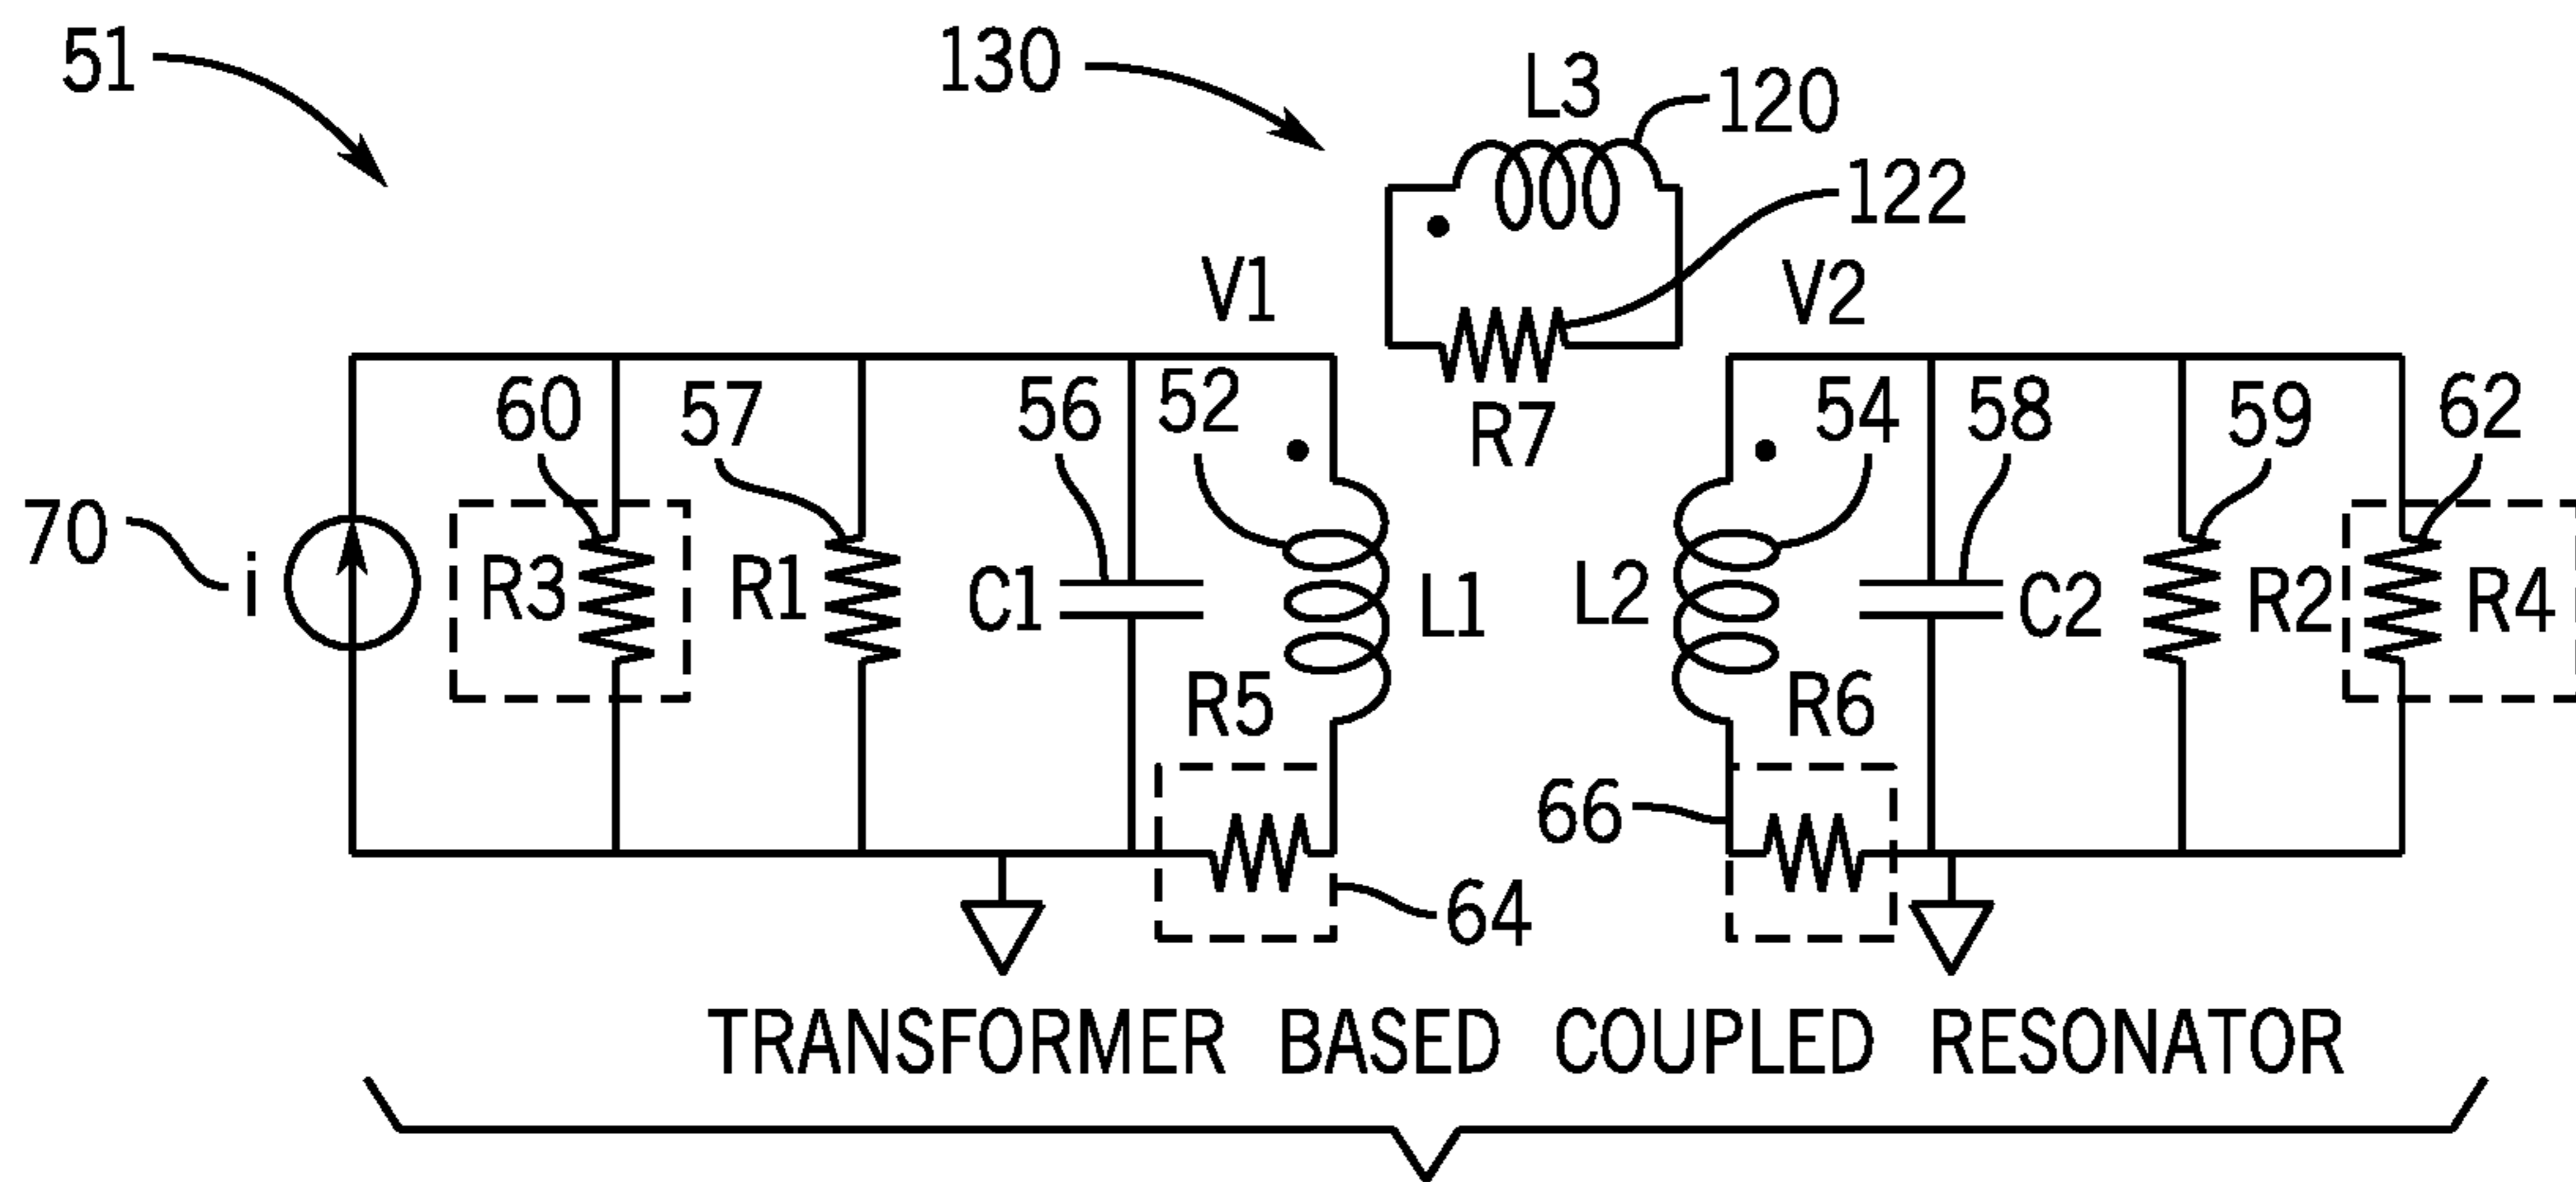 51
130
L3
120
122
V1
V2
60
57
56
52
R7
54
58
59
62
70
i
R3
R1
C1
L1
L2
C2
R2
R4
R5
R6
66
64
TRANSFORMER BASED COUPLED RESONATOR